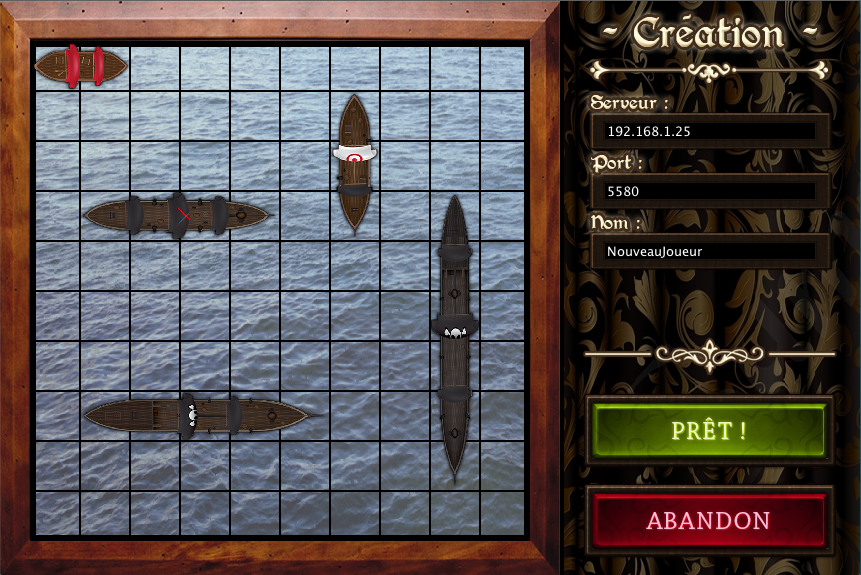 - Création -
Serveur :
192.168.1.25
Port :
5580
Nom :
NouveauJoueur
PRÊT !
ABANDON